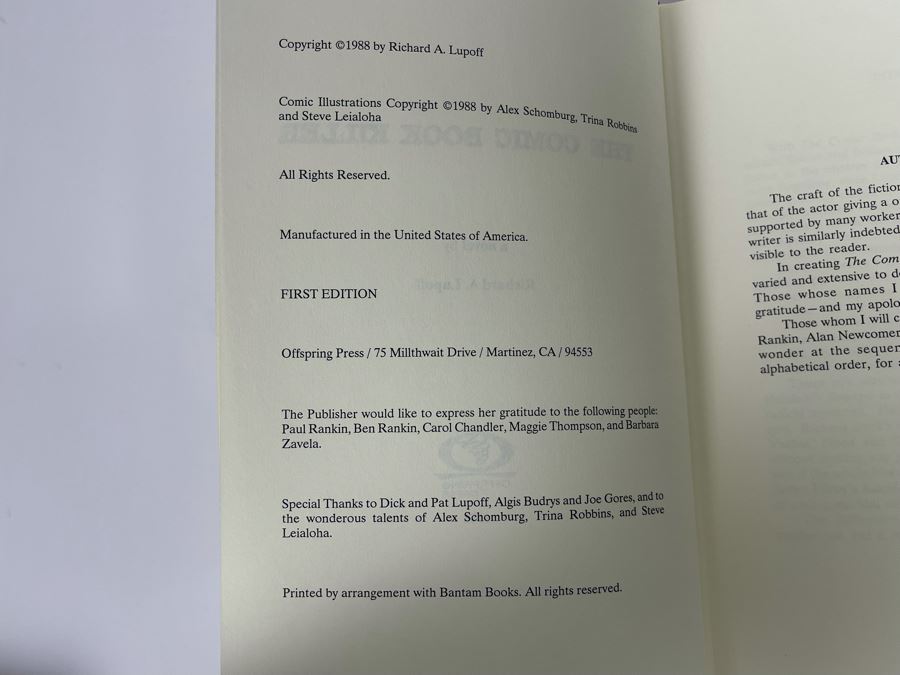 Copyright ©1988 by Richard A. Lupoff
Comic Illustrations Copyright ©1988 by Alex Schomburg, Trina Robbins
and Steve Leialoha
All Rights Reserved.
Manufactured in the United States of America.
FIRST EDITION
Offspring Press / 75 Millthwait Drive / Martinez, CA / 94553
The Publisher would like to express her gratitude to the following people:
Paul Rankin, Ben Rankin, Carol Chandler, Maggie Thompson, and Barbara
Zavela.
Special Thanks to Dick and Pat Lupoff, Algis Budrys and Joe Gores, and to
the wonderous talents of Alex Schomburg, Trina Robbins, and Steve
Leialoha.
Printed by arrangement with Bantam Books. All rights reserved.
AU
The craft of the fiction
that of the actor giving a o
supported by many worker
writer is similarly indebted
visible to the reader.
In creating The Com
varied and extensive to d
Those whose names I
gratitude—and my apolo
Those whom I will c
Rankin, Alan Newcomer
wonder at the sequen
alphabetical order, for a